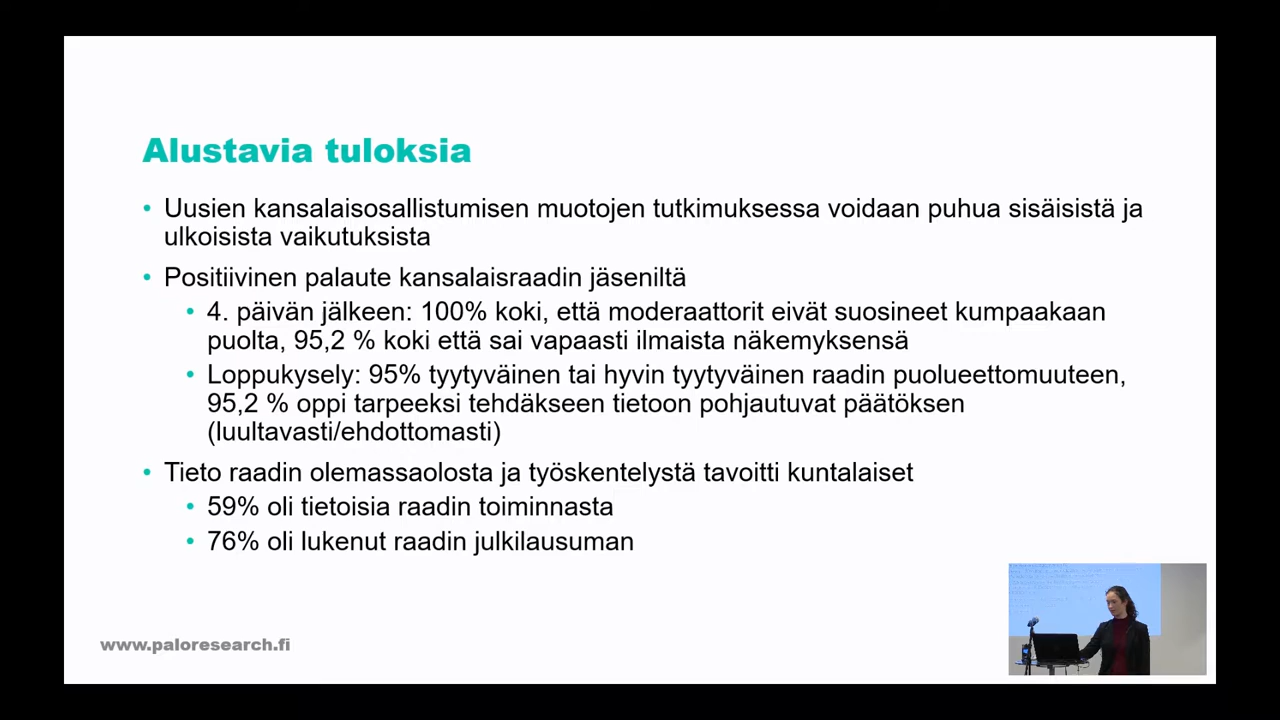 Alustavia tuloksia
• Uusien kansalaisosallistumisen muotojen tutkimuksessa voidaan puhua sisäisistä ja
ulkoisista vaikutuksista
• Positiivinen palaute kansalaisraadin jäseniltä
• 4. päivän jälkeen: 100% koki, että moderaattorit eivät suosineet kumpaakaan
puolta, 95,2 % koki että sai vapaasti ilmaista näkemyksensä
• Loppukysely: 95% tyytyväinen tai hyvin tyytyväinen raadin puolueettomuuteen,
95,2 % oppi tarpeeksi tehdäkseen tietoon pohjautuvat päätöksen
(luultavasti/ehdottomasti)
• Tieto raadin olemassaolosta ja työskentelystä tavoitti kuntalaiset
• 59% oli tietoisia raadin toiminnasta
• 76% oli lukenut raadin julkilausuman
www.paloresearch.fi